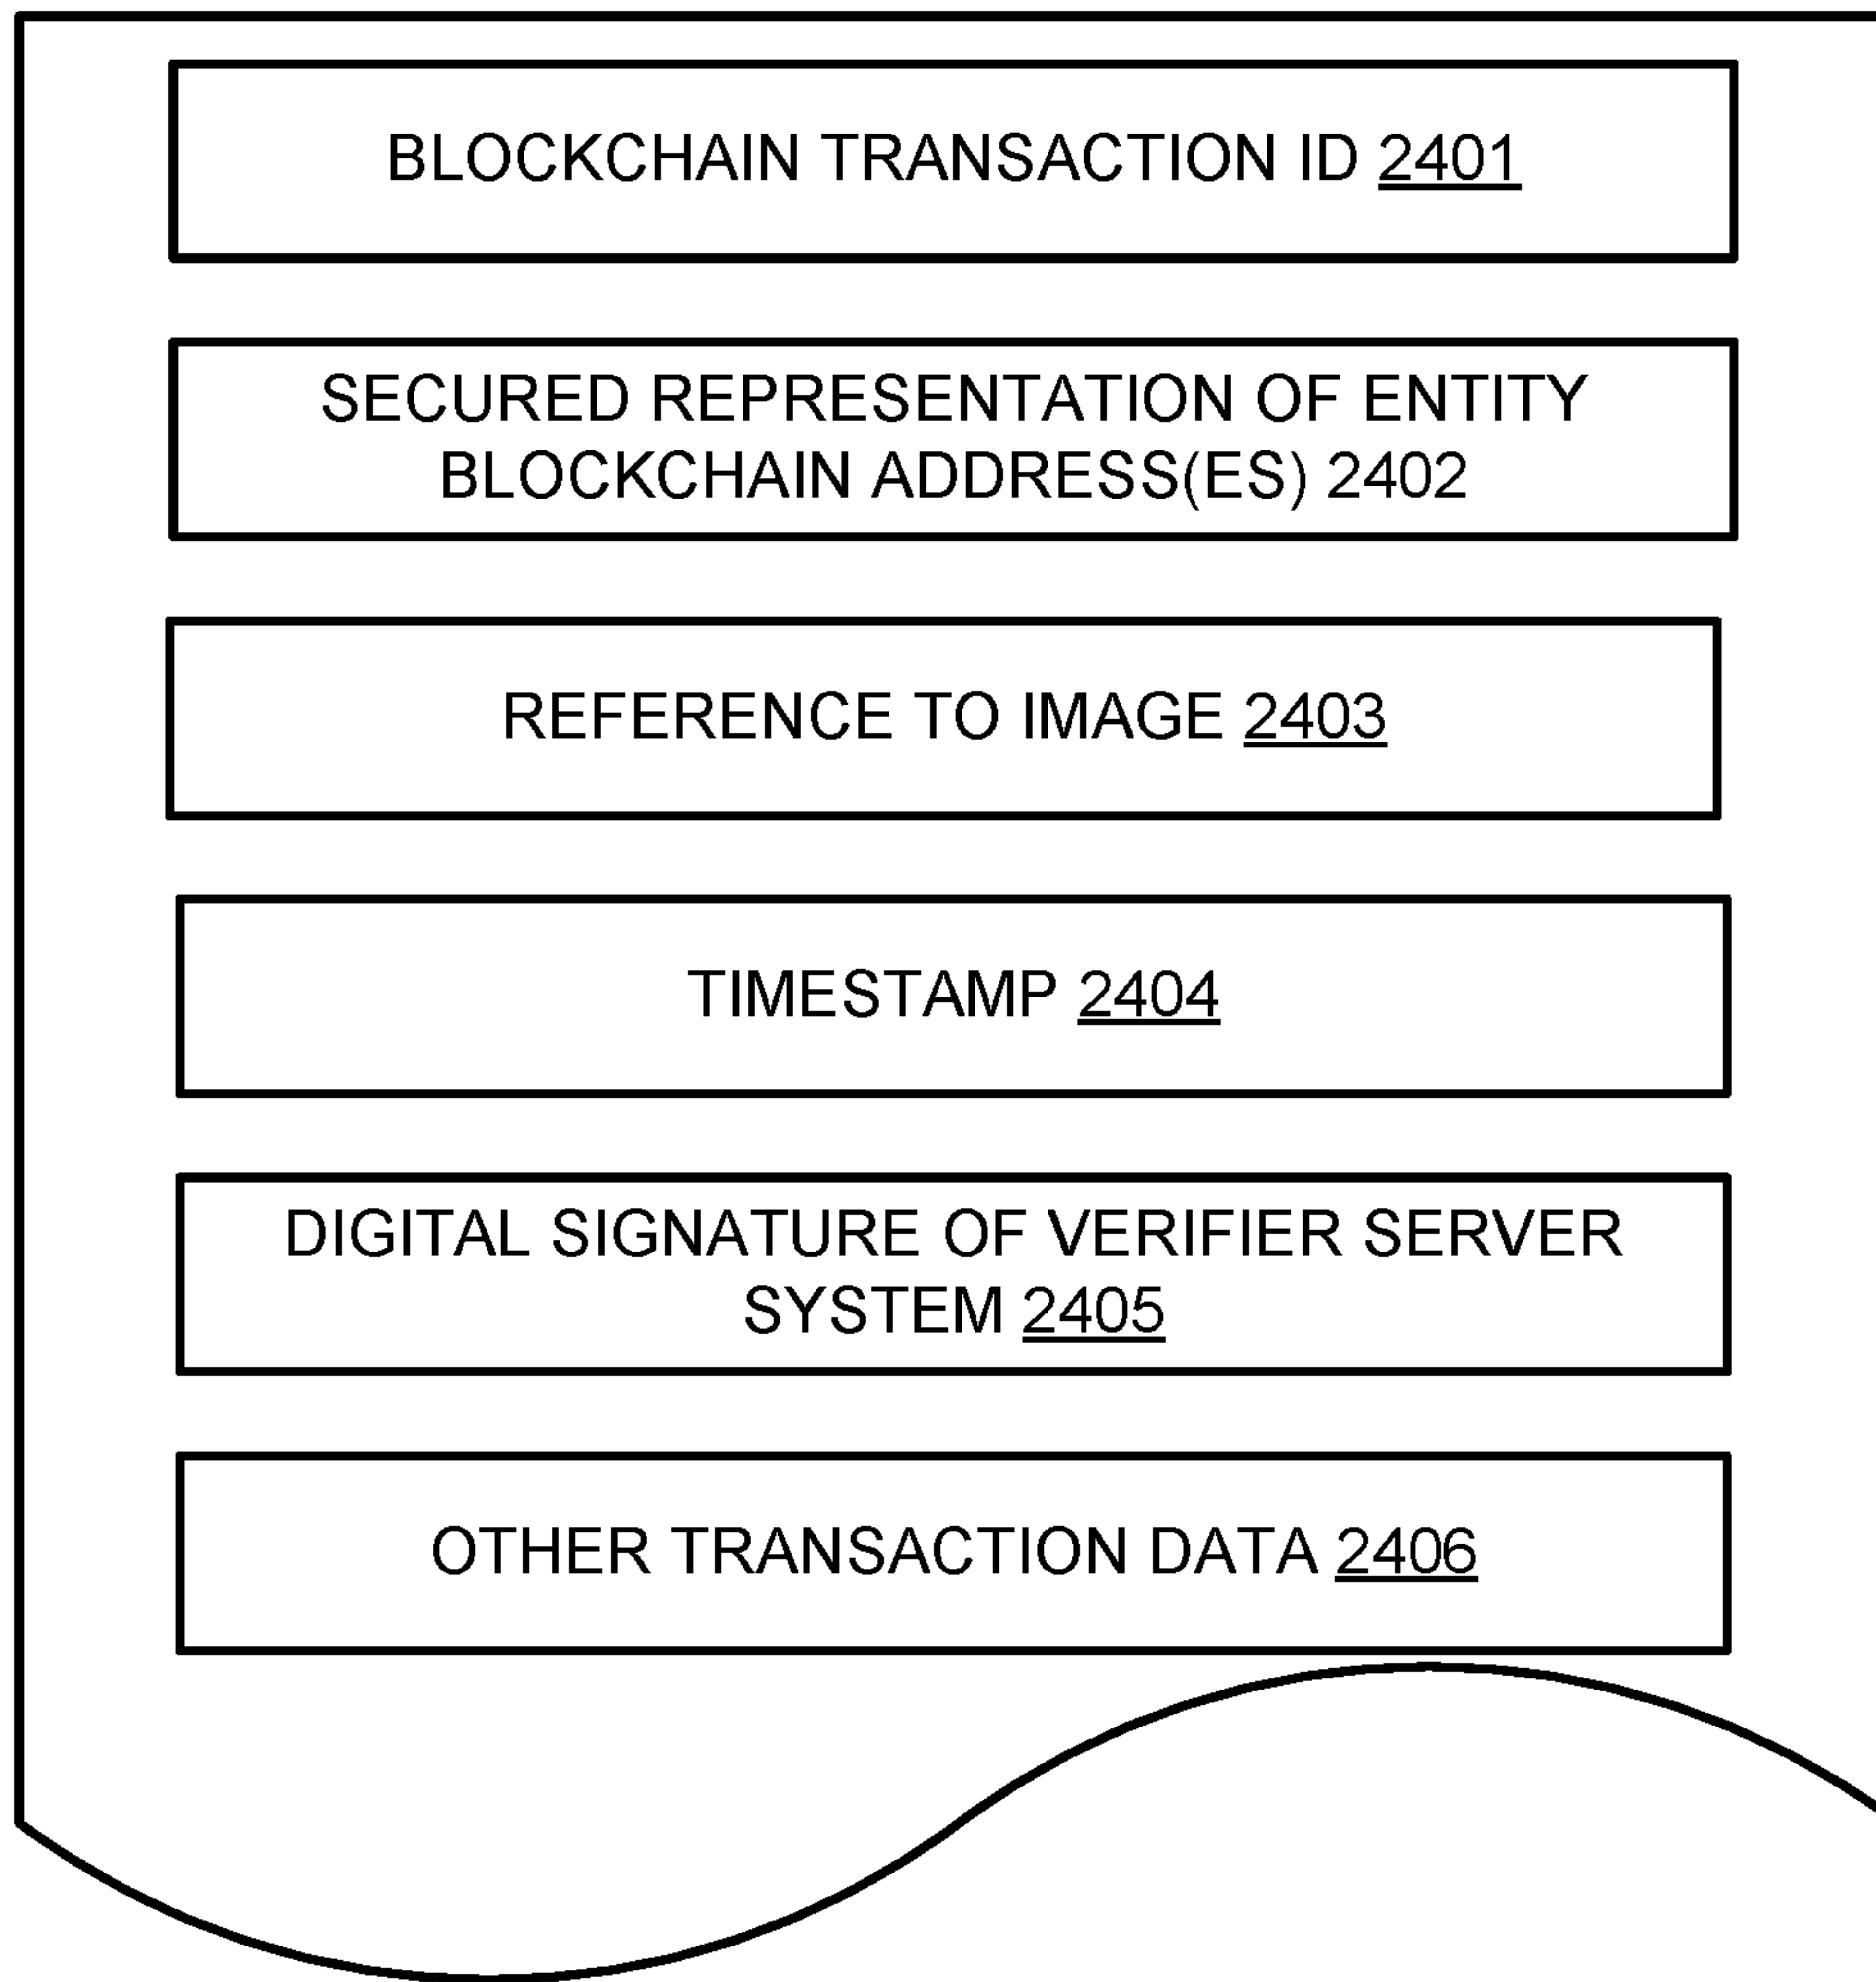 BLOCKCHAIN TRANSACTION ID 2401
SECURED REPRESENTATION OF ENTITY
BLOCKCHAIN ADDRESS(ES) 2402
REFERENCE TO IMAGE 2403
TIMESTAMP 2404
DIGITAL SIGNATURE OF VERIFIER SERVER
SYSTEM 2405
OTHER TRANSACTION DATA 2406